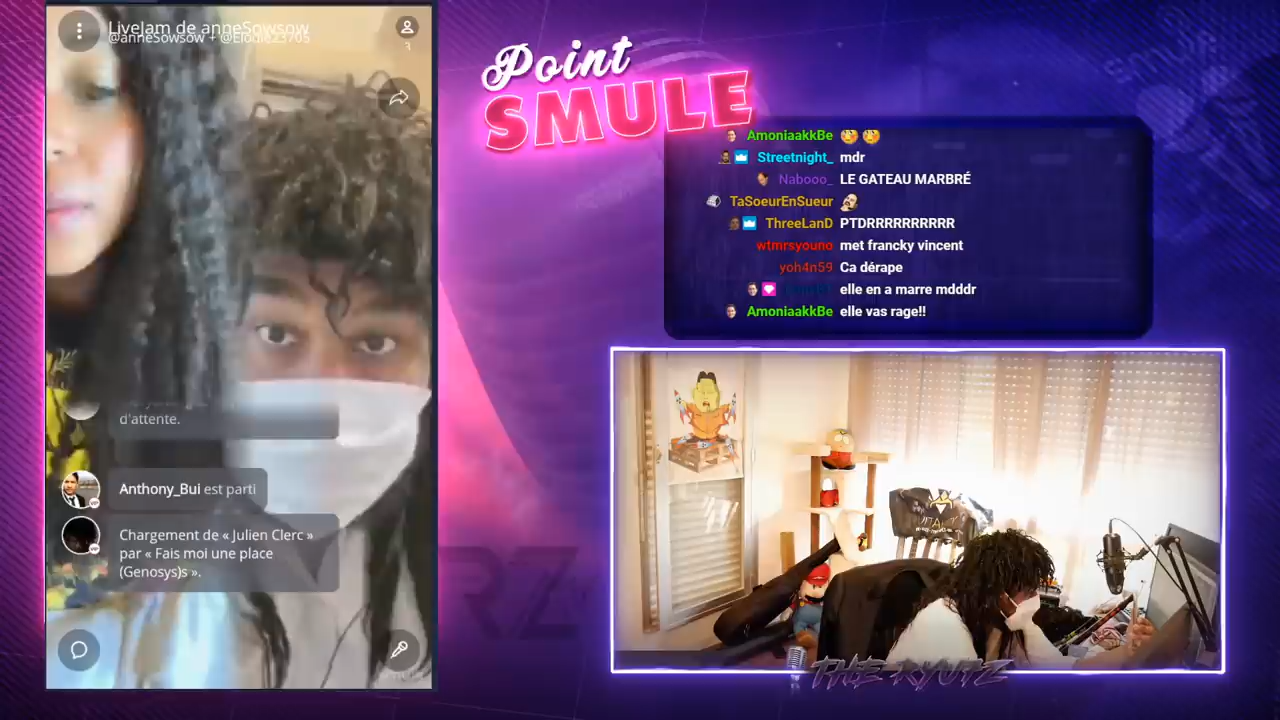 LiveJam de anneSowsow
@anneSowsow + @Elodie23705
3
d'attente.
Anthony_Bui est parti
Chargement de « Julien Clerc »
par « Fais moi une place
(Genosys)s ».
Point
SMULE
AmoniaakkBe
Streetnight_ mdr
Nabooo_ LE GATEAU MARBRÉ
TaSoeurEnSueur
ThreeLanD PTDRRRRRRRRRR
wtmrsyouno met francky vincent
yoh4n59 Ca dérape
elle en a marre mdddr
AmoniaakkBe elle vas rage!!
THE RYUTZ